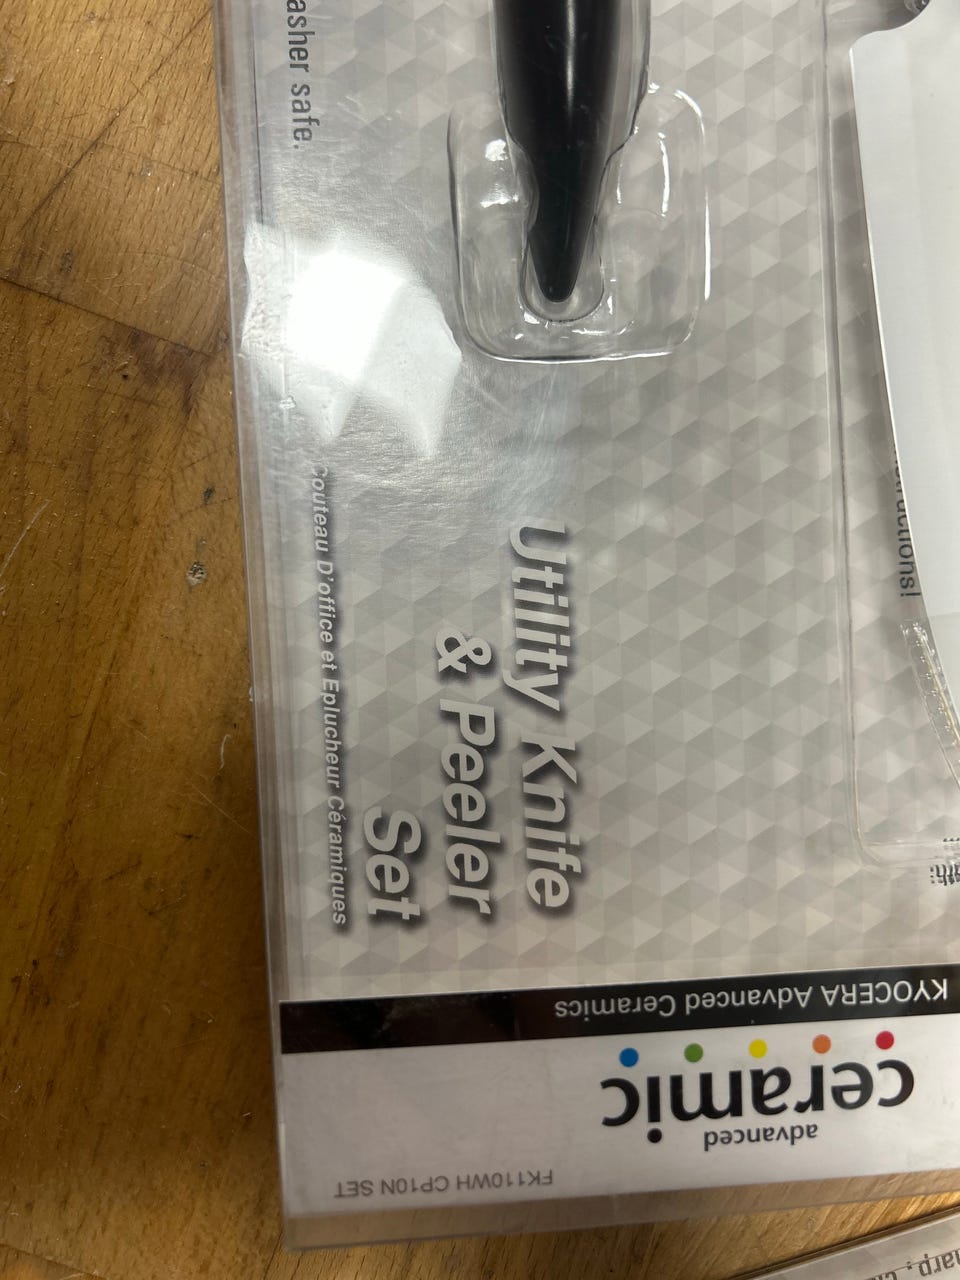 FK110WH CP10N SET
advanced
ceramic
KYOCERA Advanced Ceramics
Utility Knife
& Peeler
Set
Couteau D'office et Eplucheur Céramiques
asher safe.
ructions!